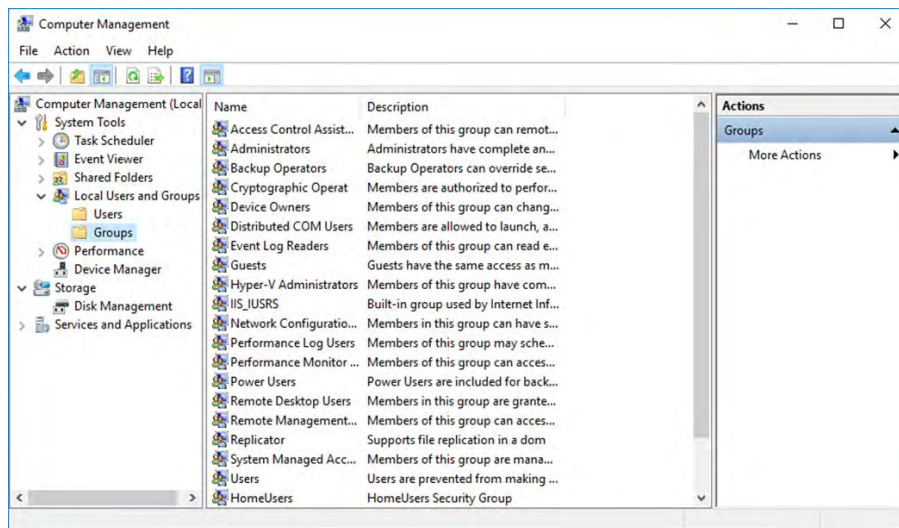 Computer Management
File Action View Help
Computer Management (Local
System Tools
Task Scheduler
Event Viewer
Shared Folders
Local Users and Groups
Users
Groups
Performance
Device Manager
Storage
Disk Management
Services and Applications
Name Description
Access Control Assist... Members of this group can remot...
Administrators Administrators have complete an...
Backup Operators Backup Operators can override se...
Cryptographic Operat Members are authorized to perfor...
Device Owners Members of this group can chang...
Distributed COM Users Members are allowed to launch, a...
Event Log Readers Members of this group can read e...
Guests Guests have the same access as m...
Hyper-V Administrators Members of this group have com...
IIS_IUSRS Built-in group used by Internet Inf...
Network Configuratio... Members in this group can have s...
Performance Log Users Members of this group may sche...
Performance Monitor ... Members of this group can acces...
Power Users Power Users are included for back...
Remote Desktop Users Members in this group are grante...
Remote Management... Members of this group can acces...
Replicator Supports file replication in a dom
System Managed Acc... Members of this group are mana...
Users Users are prevented from making ...
HomeUsers HomeUsers Security Group
Actions
Groups
More Actions